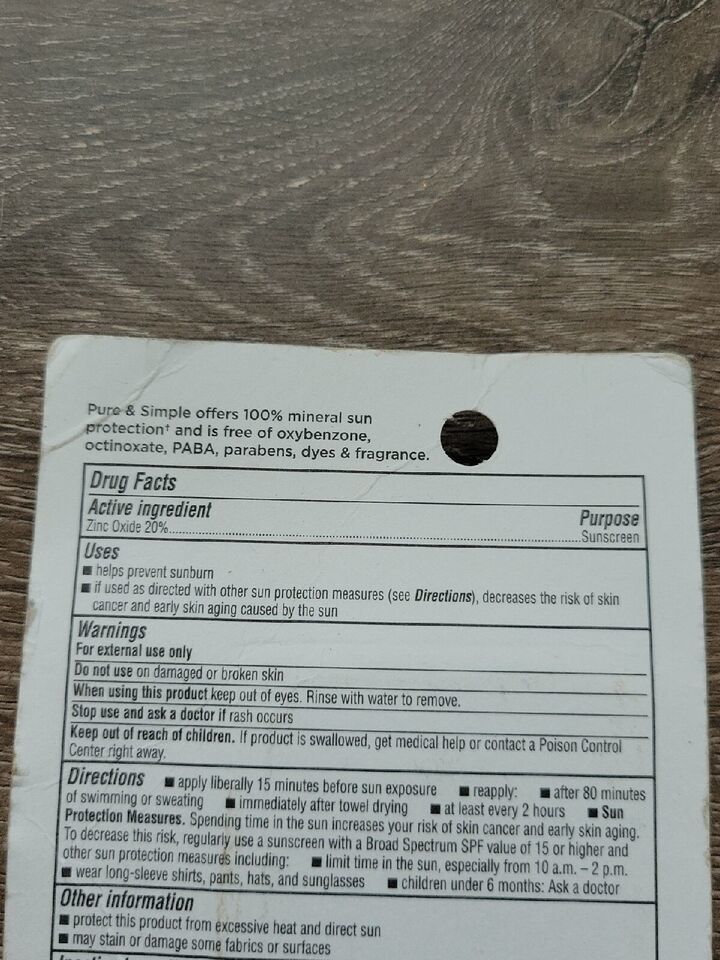 Pure & Simple offers 100% mineral sun
protection† and is free of oxybenzone,
octinoxate, PABA, parabens, dyes & fragrance.
Drug Facts
Active ingredient Purpose
Zinc Oxide 20%..........Sunscreen
Uses
■ helps prevent sunburn
■ if used as directed with other sun protection measures (see Directions), decreases the risk of skin
cancer and early skin aging caused by the sun
Warnings
For external use only
Do not use on damaged or broken skin
When using this product keep out of eyes. Rinse with water to remove.
Stop use and ask a doctor if rash occurs
Keep out of reach of children. If product is swallowed, get medical help or contact a Poison Control
Center right away.
Directions ■ apply liberally 15 minutes before sun exposure ■ reapply: ■ after 80 minutes
of swimming or sweating ■ immediately after towel drying ■ at least every 2 hours ■ Sun
Protection Measures. Spending time in the sun increases your risk of skin cancer and early skin aging.
To decrease this risk, regularly use a sunscreen with a Broad Spectrum SPF value of 15 or higher and
other sun protection measures including: ■ limit time in the sun, especially from 10 a.m. – 2 p.m.
■ wear long-sleeve shirts, pants, hats, and sunglasses ■ children under 6 months: Ask a doctor
Other information
■ protect this product from excessive heat and direct sun
■ may stain or damage some fabrics or surfaces